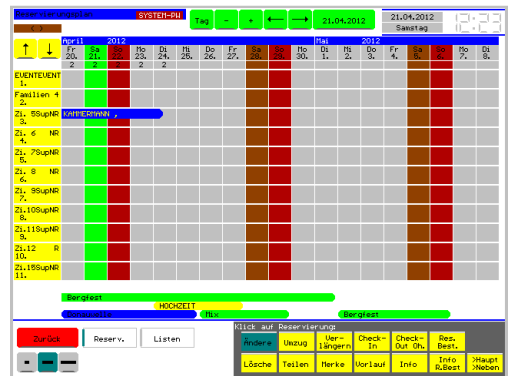 SYSTEM-PW Tag - + ← → 21.04.2012 21.04.2012
Samstag
( )
↑ ↓ April 2012 Mai 2012
Fr Sa So Mo Di Mi Do Fr Sa So Mo Di Mi Do Fr Sa So Mo Di
20. 21. 22. 23. 24. 25. 26. 27. 28. 29. 30. 1. 2. 3. 4. 5. 6. 7. 8.
2 2 2 2 2
EVENTEVENT
1.
Familien 4
2.
Zi. 5SupNR KAMMERMANN ,
3.
Zi. 6 NR
4.
Zi. 7SupNR
5.
Zi. 8 NR
6.
Zi. 9SupNR
7.
Zi.10SupNR
8.
Zi.11SupNR
9.
Zi.12 R
10.
Zi.15SupNR
11.
Bergfest
HOCHZEIT
Mix Bergfest
Klick auf Reservierung:
Zurück Reserv. Listen
Ändere Umzug Ver-längern Check-In Check-Out Oh. Res. Best.
Lösche Teilen Merke Vorlauf Info Info R.Best >Haupt >Neben